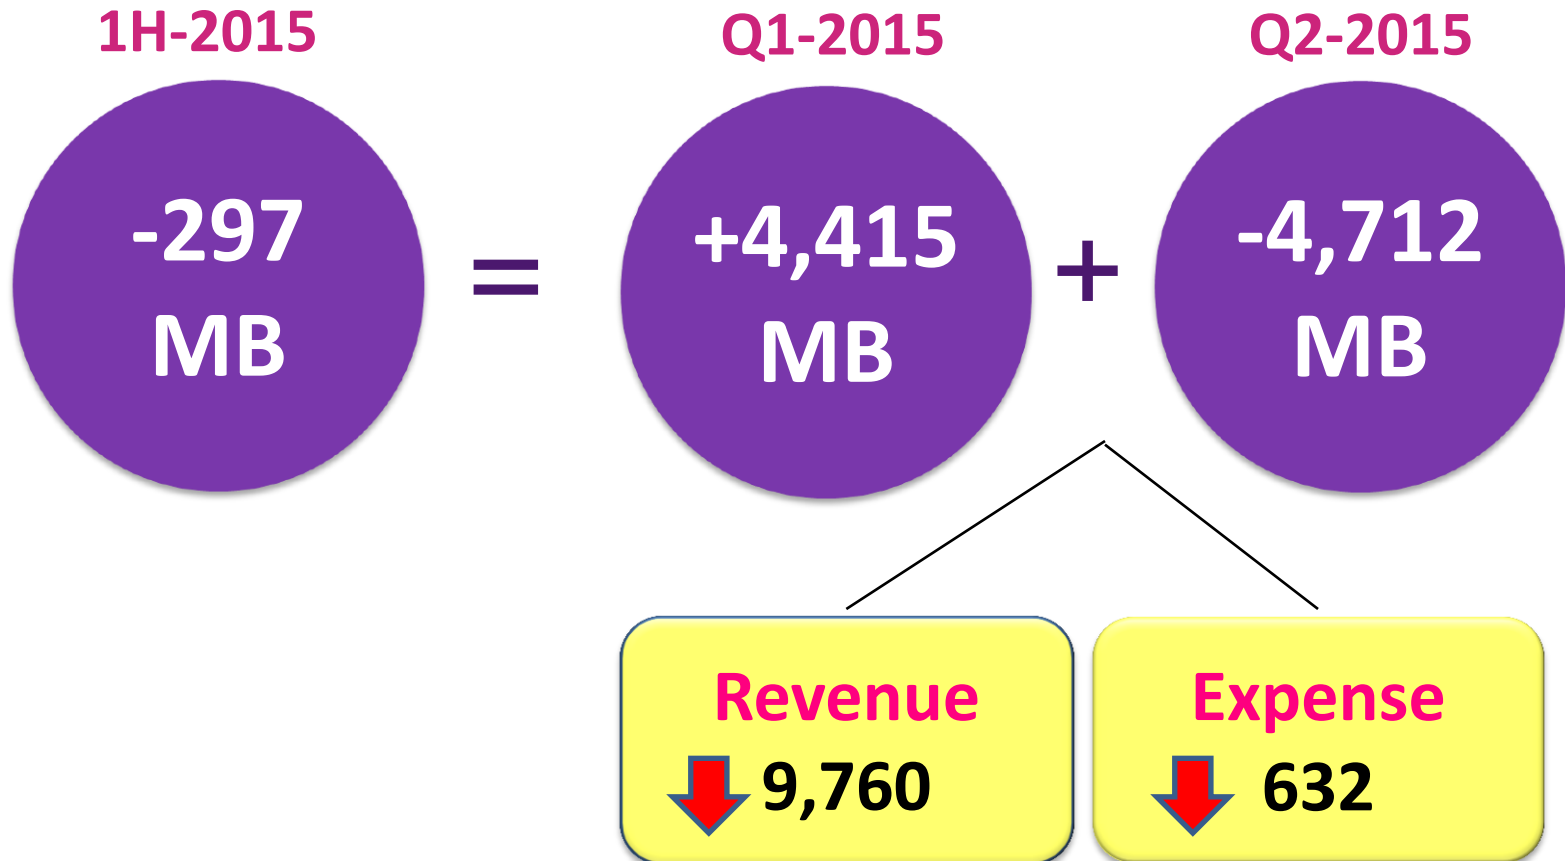 1H-2015
Q1-2015
Q2-2015
-297
MB
=
+4,415
MB
+
-4,712
MB
Revenue
9,760
Expense
632